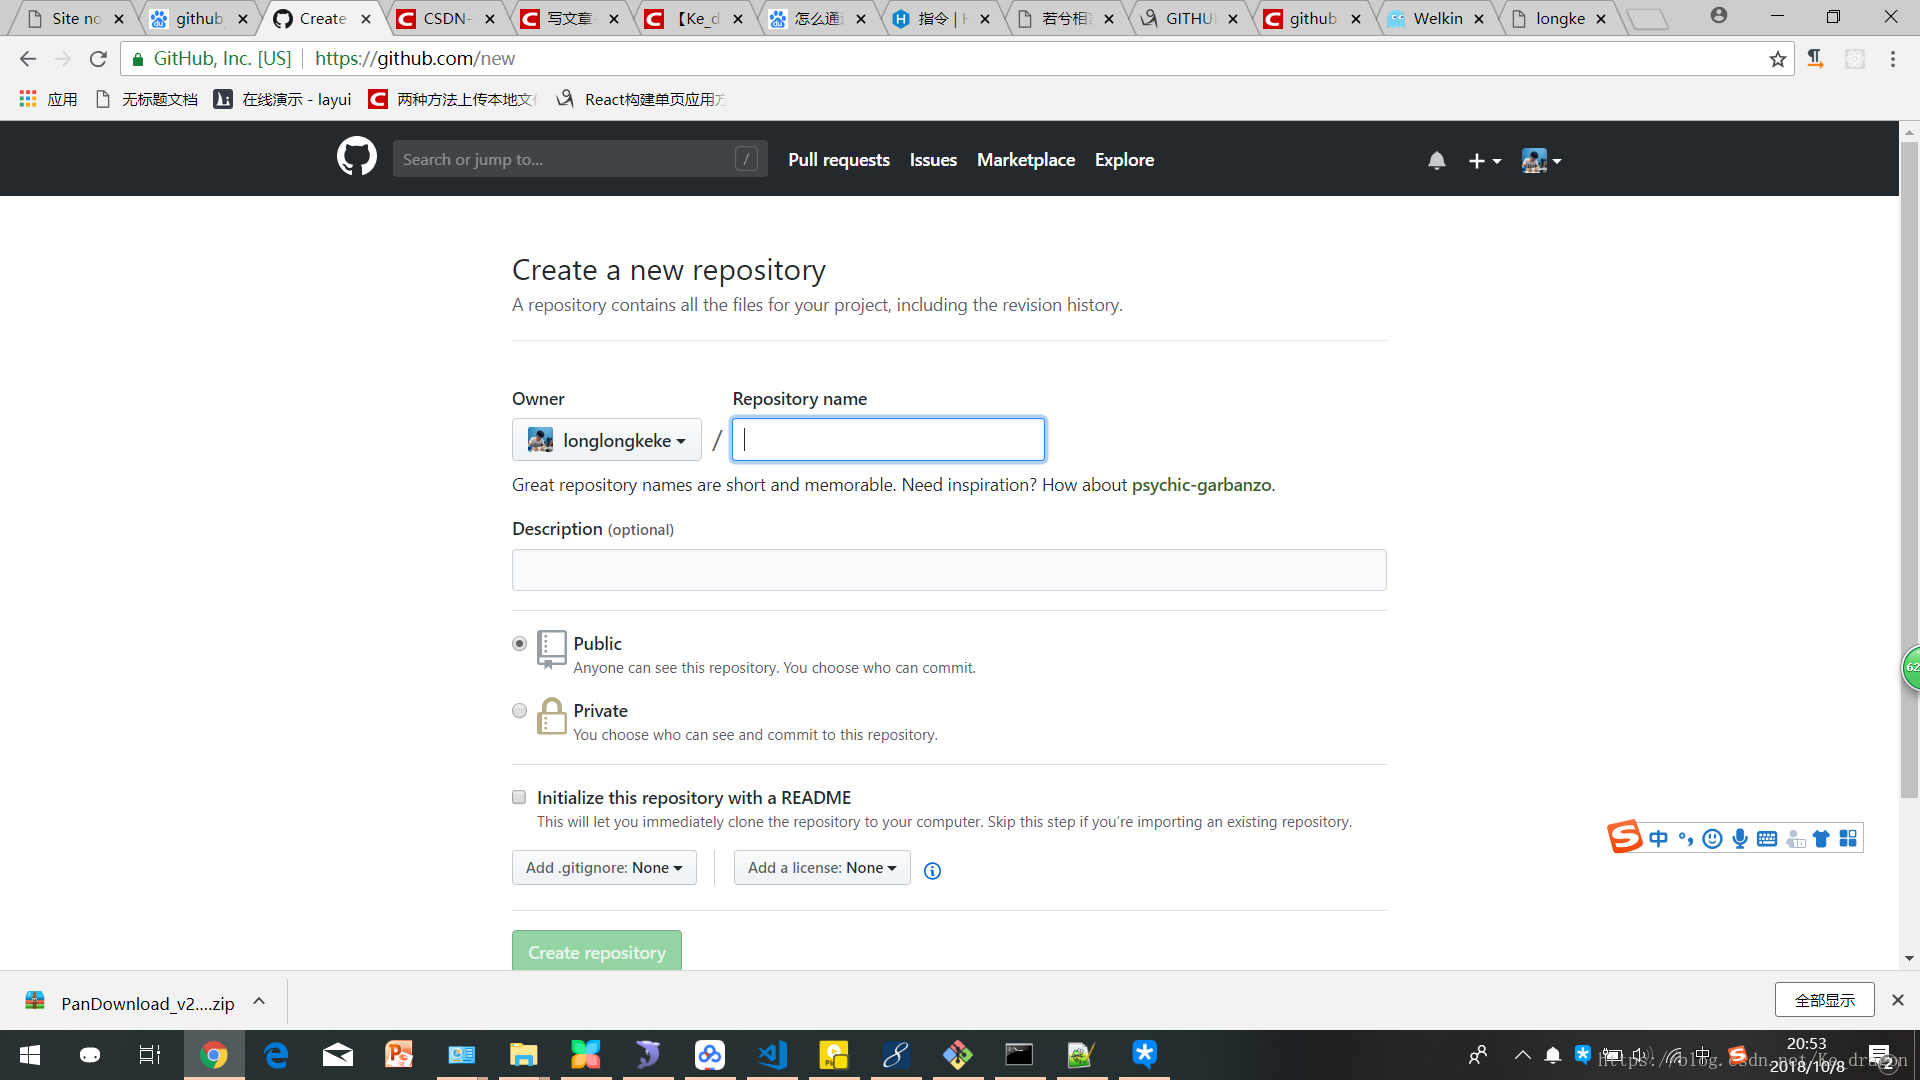 Site no
github
Create
CSDN-
写文章-
【Ke_d
怎么通过
指令 | H
若兮相言
GITHU
github
Welkin
longke
GitHub, Inc. [US]
https://github.com/new
应用
无标题文档
在线演示 - layui
两种方法上传本地文件
React构建单页应用方
Search or jump to...
/
Pull requests
Issues
Marketplace
Explore
Create a new repository
A repository contains all the files for your project, including the revision history.
Owner
Repository name
longlongkeke
/
Great repository names are short and memorable. Need inspiration? How about psychic-garbanzo.
Description (optional)
Public
Anyone can see this repository. You choose who can commit.
Private
You choose who can see and commit to this repository.
Initialize this repository with a README
This will let you immediately clone the repository to your computer. Skip this step if you’re importing an existing repository.
Add .gitignore: None
Add a license: None
Create repository
62
中
PanDownload_v2....zip
全部显示
中
20:53
2018/10/8
2
https://blog.csdn.net/Ke_dragon